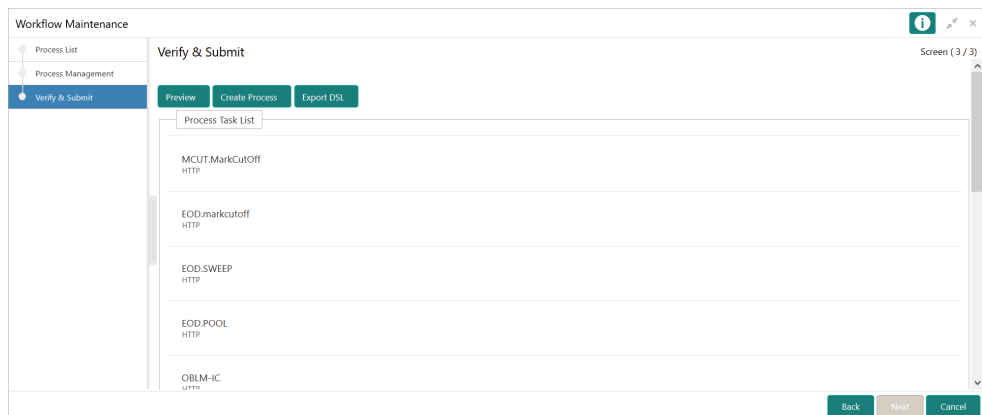 Workflow Maintenance
Process List
Process Management
Verify & Submit
Verify & Submit
Screen ( 3 / 3)
Preview
Create Process
Export DSL
Process Task List
MCUT.MarkCutOff
HTTP
EOD.markcutoff
HTTP
EOD.SWEEP
HTTP
EOD.POOL
HTTP
OBLM-IC
HTTP
Back
Next
Cancel